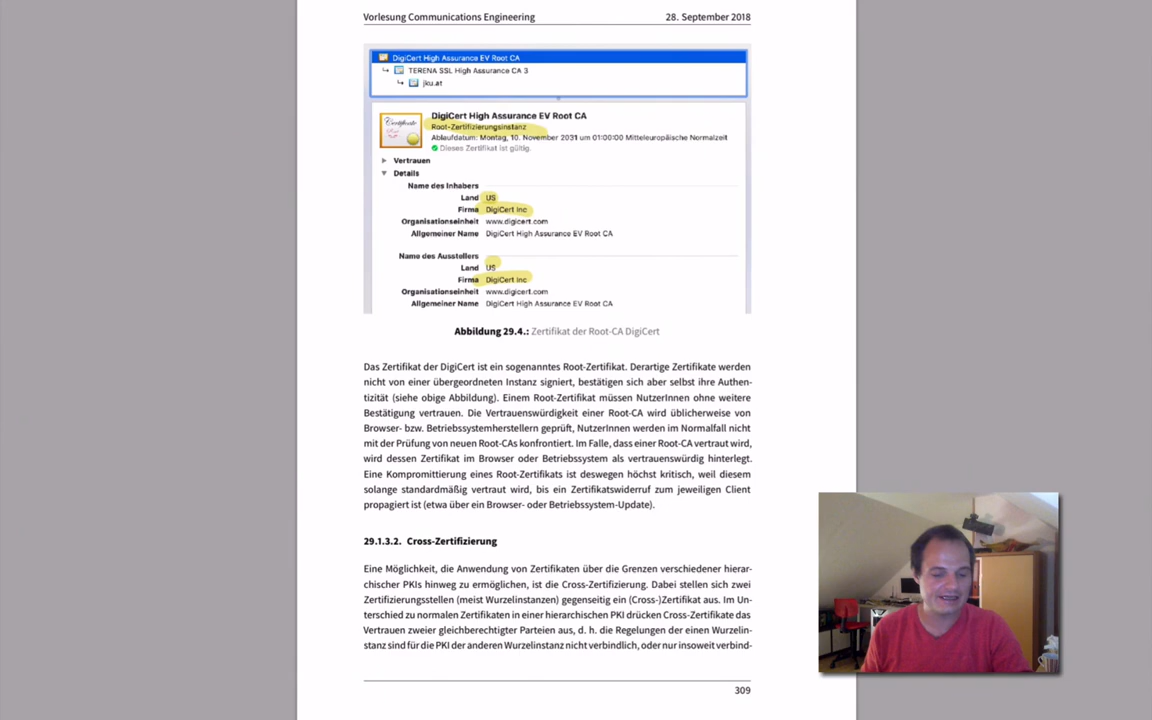 Vorlesung Communications Engineering 28. September 2018
DigiCert High Assurance EV Root CA
TERENA SSL High Assurance CA 3
jku.at
DigiCert High Assurance EV Root CA
Root-Zertifizierungsinstanz
Ablaufdatum: Montag, 10. November 2031 um 01:00:00 Mitteleuropäische Normalzeit
Dieses Zertifikat ist gültig.
Vertrauen
Details
Name des Inhabers
Land US
Firma DigiCert Inc
Organisationseinheit www.digicert.com
Allgemeiner Name DigiCert High Assurance EV Root CA
Name des Ausstellers
Land US
Firma DigiCert Inc
Organisationseinheit www.digicert.com
Allgemeiner Name DigiCert High Assurance EV Root CA
Abbildung 29.4.: Zertifikat der Root-CA DigiCert
Das Zertifikat der DigiCert ist ein sogenanntes Root-Zertifikat. Derartige Zertifikate werden
nicht von einer übergeordneten Instanz signiert, bestätigen sich aber selbst ihre Authen-
tizität (siehe obige Abbildung). Einem Root-Zertifikat müssen NutzerInnen ohne weitere
Bestätigung vertrauen. Die Vertrauenswürdigkeit einer Root-CA wird üblicherweise von
Browser- bzw. Betriebssystemherstellern geprüft, NutzerInnen werden im Normalfall nicht
mit der Prüfung von neuen Root-CAs konfrontiert. Im Falle, dass einer Root-CA vertraut wird,
wird dessen Zertifikat im Browser oder Betriebssystem als vertrauenswürdig hinterlegt.
Eine Kompromittierung eines Root-Zertifikats ist deswegen höchst kritisch, weil diesem
solange standardmäßig vertraut wird, bis ein Zertifikatswiderruf zum jeweiligen Client
propagiert ist (etwa über ein Browser- oder Betriebssystem-Update).
29.1.3.2. Cross-Zertifizierung
Eine Möglichkeit, die Anwendung von Zertifikaten über die Grenzen verschiedener hierar-
chischer PKIs hinweg zu ermöglichen, ist die Cross-Zertifizierung. Dabei stellen sich zwei
Zertifizierungsstellen (meist Wurzelinstanzen) gegenseitig ein (Cross-)Zertifikat aus. Im Un-
terschied zu normalen Zertifikaten in einer hierarchischen PKI drücken Cross-Zertifikate das
Vertrauen zweier gleichberechtigter Parteien aus, d. h. die Regelungen der einen Wurzelin-
stanz sind für die PKI der anderen Wurzelinstanz nicht verbindlich, oder nur insoweit verbind-
309